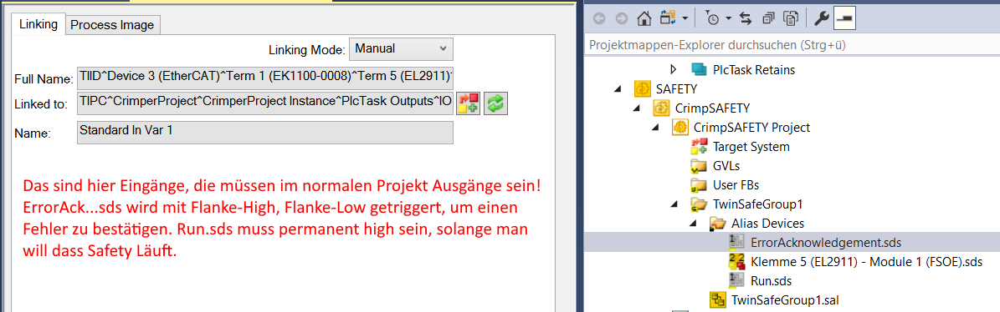 Linking
Process Image
Linking Mode: Manual
Full Name: TIID^Device 3 (EtherCAT)^Term 1 (EK1100-0008)^Term 5 (EL2911)^
Linked to: TIPC^CrimperProject^CrimperProject Instance^PlcTask Outputs^IO
Name: Standard In Var 1
Das sind hier Eingänge, die müssen im normalen Projekt Ausgänge sein!
ErrorAck...sds wird mit Flanke-High, Flanke-Low getriggert, um einen
Fehler zu bestätigen. Run.sds muss permanent high sein, solange man
will dass Safety Läuft.
Projektmappen-Explorer durchsuchen (Strg+ü)
PlcTask Retains
SAFETY
CrimpSAFETY
CrimpSAFETY Project
Target System
GVLs
User FBs
TwinSafeGroup1
Alias Devices
ErrorAcknowledgement.sds
Klemme 5 (EL2911) - Module 1 (FSOE).sds
Run.sds
TwinSafeGroup1.sal